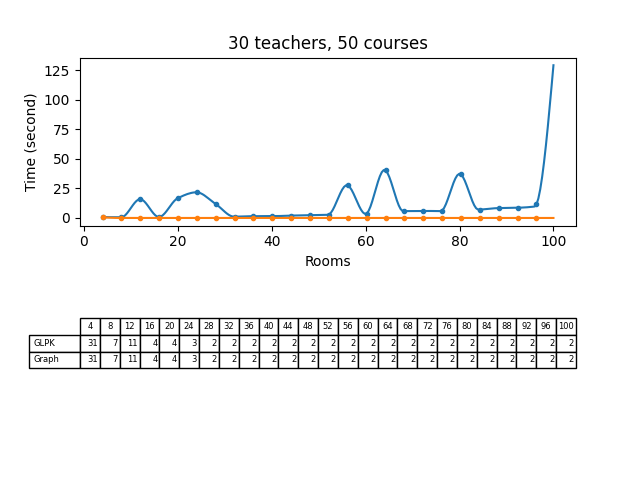 30 teachers, 50 courses
125
100
75
50
25
0
Time (second)
0 20 40 60 80 100
Rooms
4 8 12 16 20 24 28 32 36 40 44 48 52 56 60 64 68 72 76 80 84 88 92 96 100
GLPK 31 7 11 4 4 3 2 2 2 2 2 2 2 2 2 2 2 2 2 2 2 2 2 2 2
Graph 31 7 11 4 4 3 2 2 2 2 2 2 2 2 2 2 2 2 2 2 2 2 2 2 2